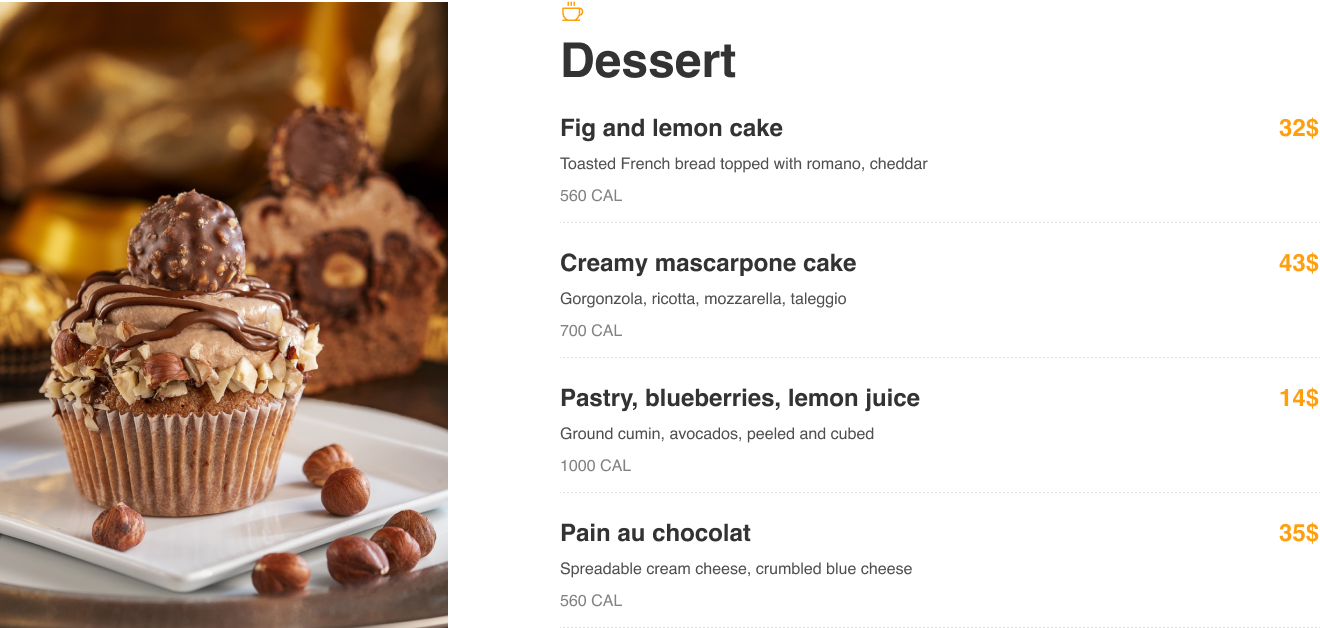 Dessert
Fig and lemon cake 32$
Toasted French bread topped with romano, cheddar
560 CAL
Creamy mascarpone cake 43$
Gorgonzola, ricotta, mozzarella, taleggio
700 CAL
Pastry, blueberries, lemon juice 14$
Ground cumin, avocados, peeled and cubed
1000 CAL
Pain au chocolat 35$
Spreadable cream cheese, crumbled blue cheese
560 CAL